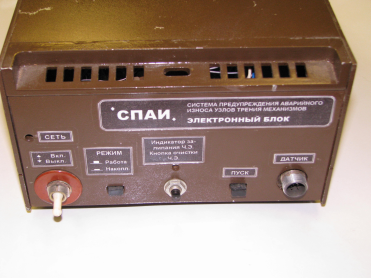 СПАИ
СИСТЕМА ПРЕДУПРЕЖДЕНИЯ АВАРИЙНОГО
ИЗНОСА УЗЛОВ ТРЕНИЯ МЕХАНИЗМОВ
ЭЛЕКТРОННЫЙ БЛОК
СЕТЬ
Вкл.
Выкл.
РЕЖИМ
Работа
Накопл.
Индикатор за-
липания Ч.Э.
Кнопка очистки
Ч.Э.
ПУСК
ДАТЧИК